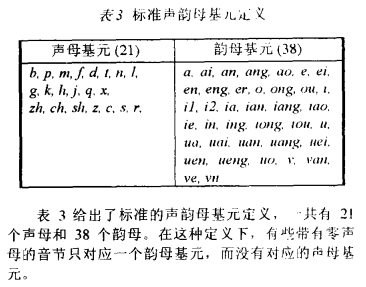 表3 标准声韵母基元定义
声母基元 (21)
韵母基元 (38)
b, p, m, f, d, t, n, l,
g, k, h, j, q, x,
zh, ch, sh, z, c, s, r,
a, ai, an, ang, ao, e, ei,
en, eng, er, o, ong, ou, i,
i1, i2, ia, ian, iang, iao,
ie, in, ing, iong, iou, u,
ua, uai, uan, uang, uei,
uen, ueng, uo, v, van,
ve, vn
表 3 给出了标准的声韵母基元定义，一共有 21
个声母和 38 个韵母。在这种定义下，有些带有零声
母的音节只对应一个韵母基元，而没有对应的声母基
元。